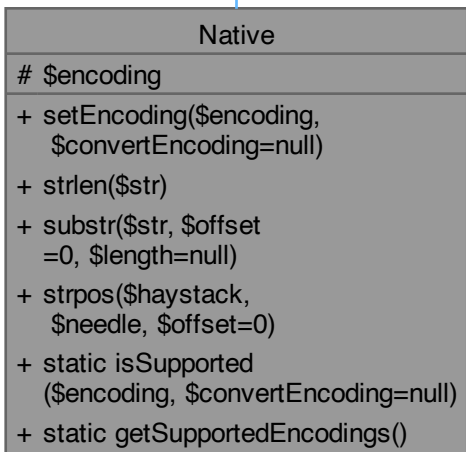 Native
# $encoding
+ setEncoding($encoding,
$convertEncoding=null)
+ strlen($str)
+ substr($str, $offset
=0, $length=null)
+ strpos($haystack,
$needle, $offset=0)
+ static isSupported
($encoding, $convertEncoding=null)
+ static getSupportedEncodings()